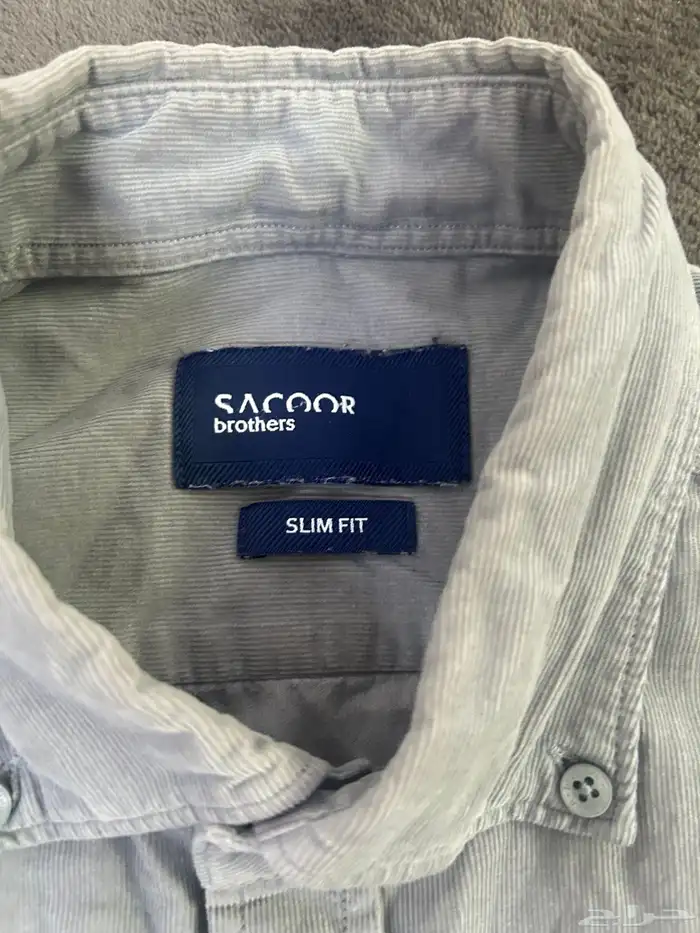 SACOOR
brothers
SLIM FIT
حراج